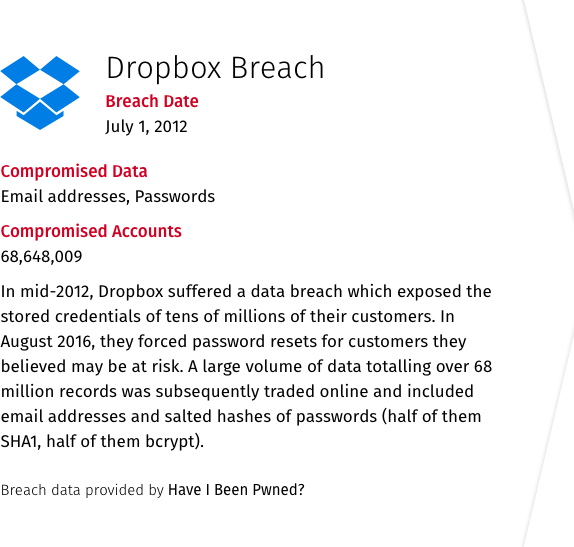 Dropbox Breach
Breach Date
July 1, 2012
Compromised Data
Email addresses, Passwords
Compromised Accounts
68,648,009
In mid-2012, Dropbox suffered a data breach which exposed the
stored credentials of tens of millions of their customers. In
August 2016, they forced password resets for customers they
believed may be at risk. A large volume of data totalling over 68
million records was subsequently traded online and included
email addresses and salted hashes of passwords (half of them
SHA1, half of them bcrypt).
Breach data provided by Have I Been Pwned?